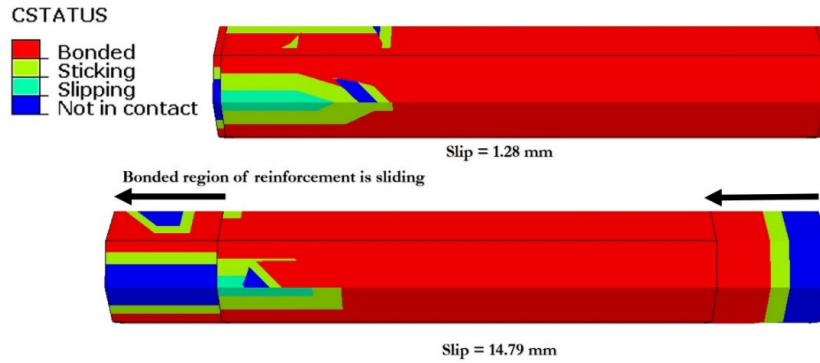 CSTATUS
Bonded
Sticking
Slipping
Not in contact
Slip = 1.28 mm
Bonded region of reinforcement is sliding
Slip = 14.79 mm